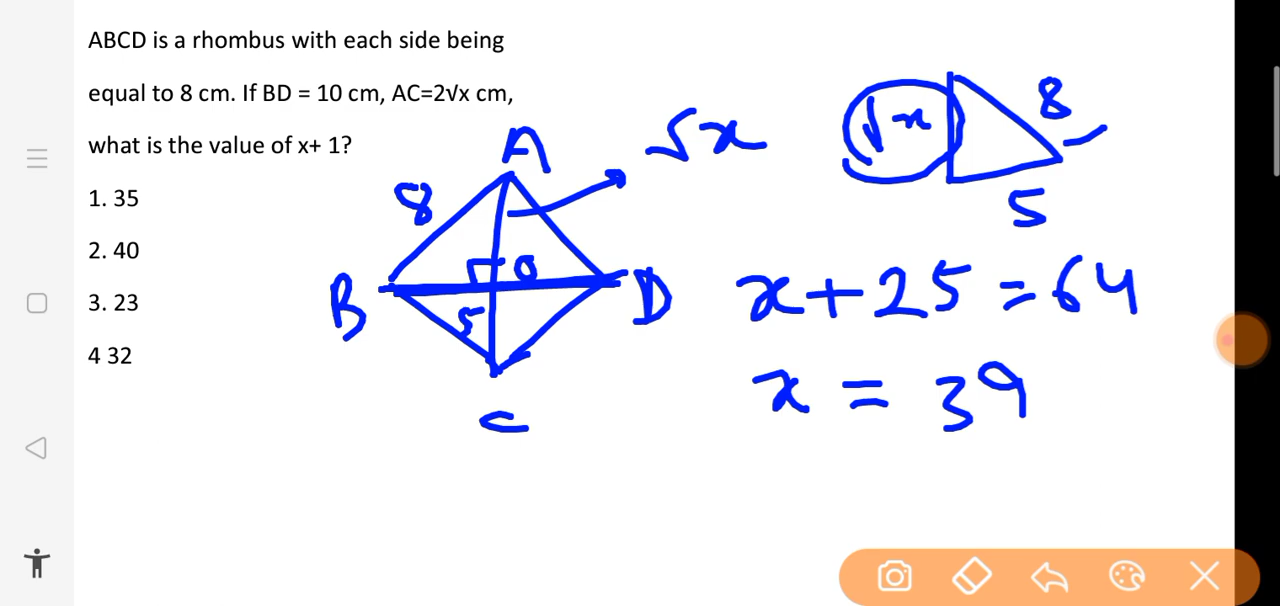 ABCD is a rhombus with each side being
equal to 8 cm. If BD = 10 cm, AC=2√x cm,
what is the value of x+ 1?
1. 35
2. 40
3. 23
4 32
A
√x
8
B
O
D
5
C
√x
8
5
x+25=64
x = 39